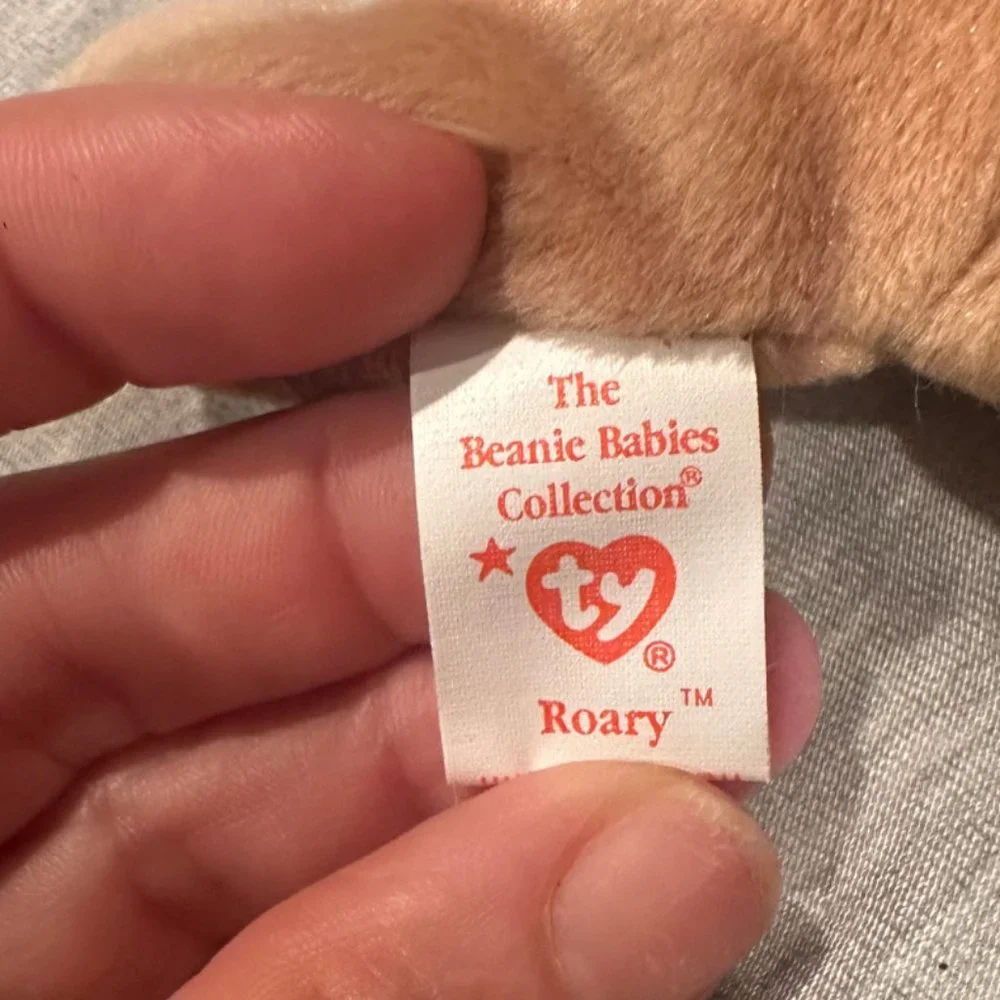 The
Beanie Babies
Collection®
ty
®
Roary™